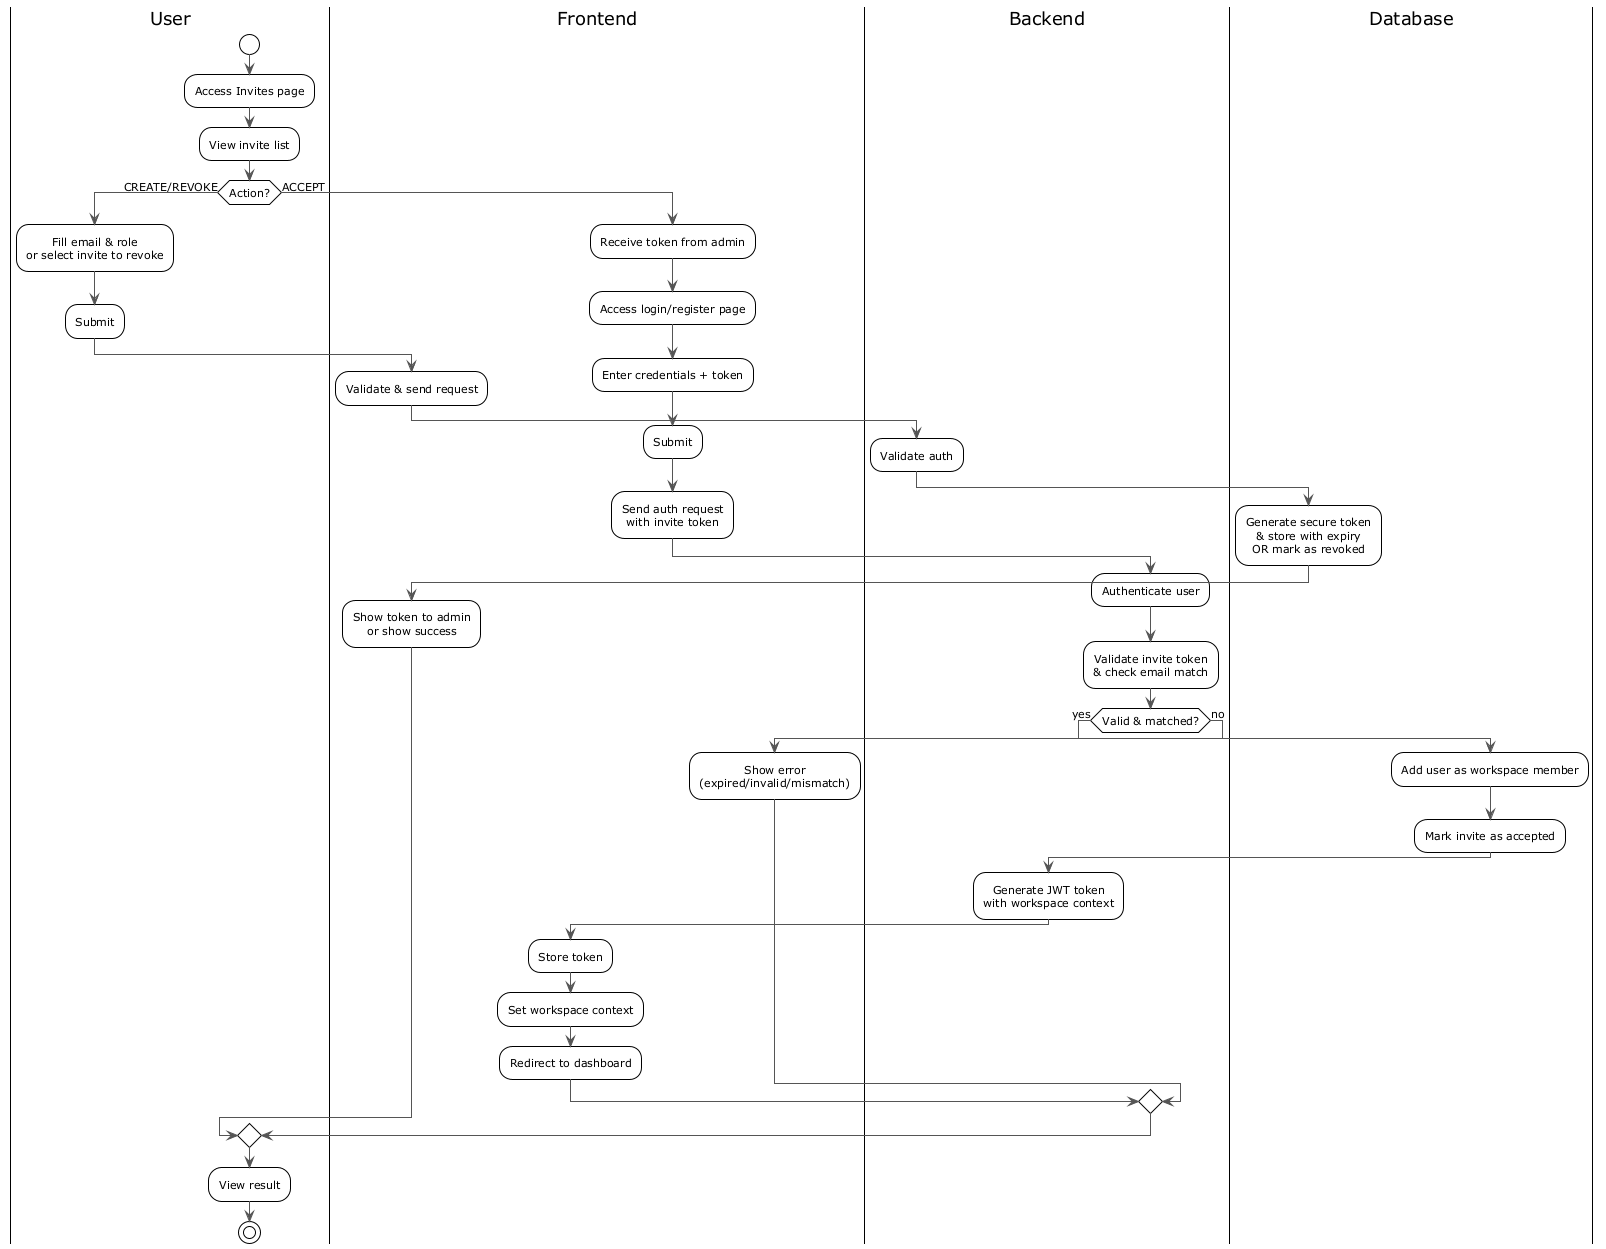 User
Frontend
Backend
Database
Access Invites page
View invite list
CREATE/REVOKE
Action?
ACCEPT
Fill email & role
or select invite to revoke
Receive token from admin
Access login/register page
Submit
Enter credentials + token
Validate & send request
Submit
Validate auth
Send auth request
with invite token
Generate secure token
& store with expiry
OR mark as revoked
Authenticate user
Show token to admin
or show success
Validate invite token
& check email match
yes
Valid & matched?
no
Show error
(expired/invalid/mismatch)
Add user as workspace member
Mark invite as accepted
Generate JWT token
with workspace context
Store token
Set workspace context
Redirect to dashboard
View result